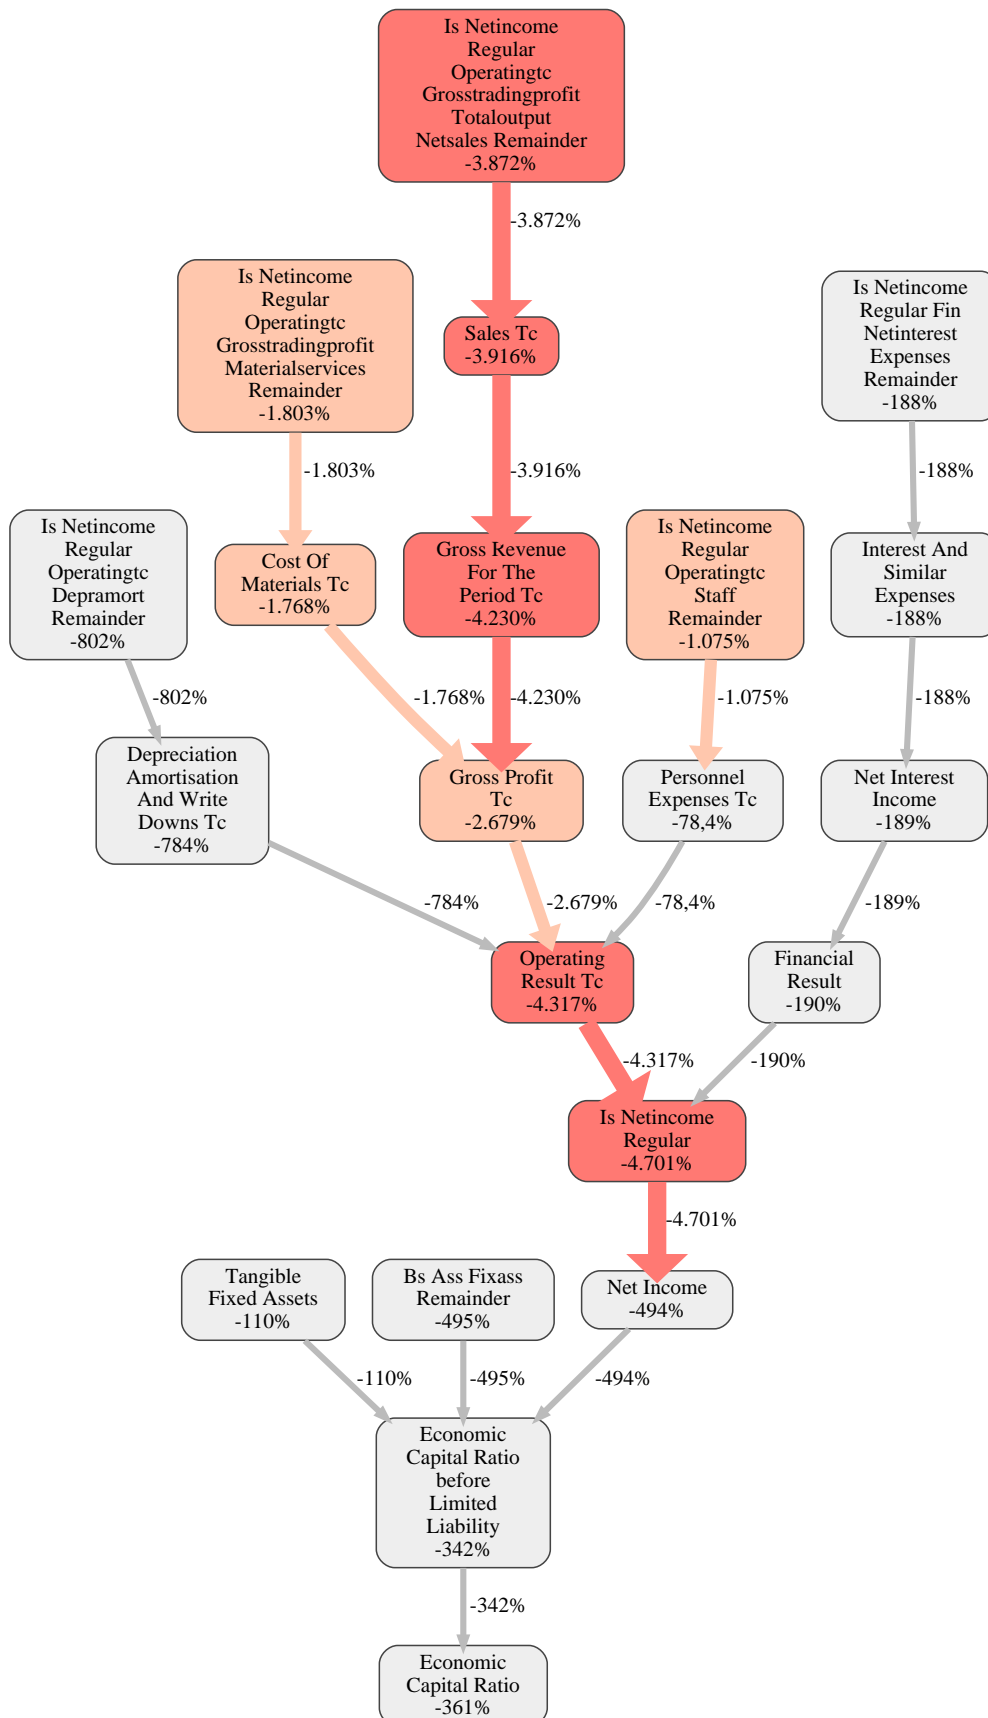 Is Netincome
Regular
Operatingtc
Grosstradingprofit
Totaloutput
Netsales Remainder
-3.872%
-3.872%
Is Netincome
Regular
Operatingtc
Grosstradingprofit
Materialservices
Remainder
-1.803%
Sales Tc
-3.916%
Is Netincome
Regular Fin
Netinterest
Expenses
Remainder
-188%
-1.803%
-3.916%
-188%
Is Netincome
Regular
Operatingtc
Depramort
Remainder
-802%
Cost Of
Materials Tc
-1.768%
Gross Revenue
For The
Period Tc
-4.230%
Is Netincome
Regular
Operatingtc
Staff
Remainder
-1.075%
Interest And
Similar
Expenses
-188%
-802%
-1.768%
-4.230%
-1.075%
-188%
Depreciation
Amortisation
And Write
Downs Tc
-784%
Gross Profit
Tc
-2.679%
Personnel
Expenses Tc
-78,4%
Net Interest
Income
-189%
-784%
-2.679%
-78,4%
-189%
Operating
Result Tc
-4.317%
Financial
Result
-190%
-4.317%
-190%
Is Netincome
Regular
-4.701%
-4.701%
Tangible
Fixed Assets
-110%
Bs Ass Fixass
Remainder
-495%
Net Income
-494%
-110%
-495%
-494%
Economic
Capital Ratio
before
Limited
Liability
-342%
-342%
Economic
Capital Ratio
-361%